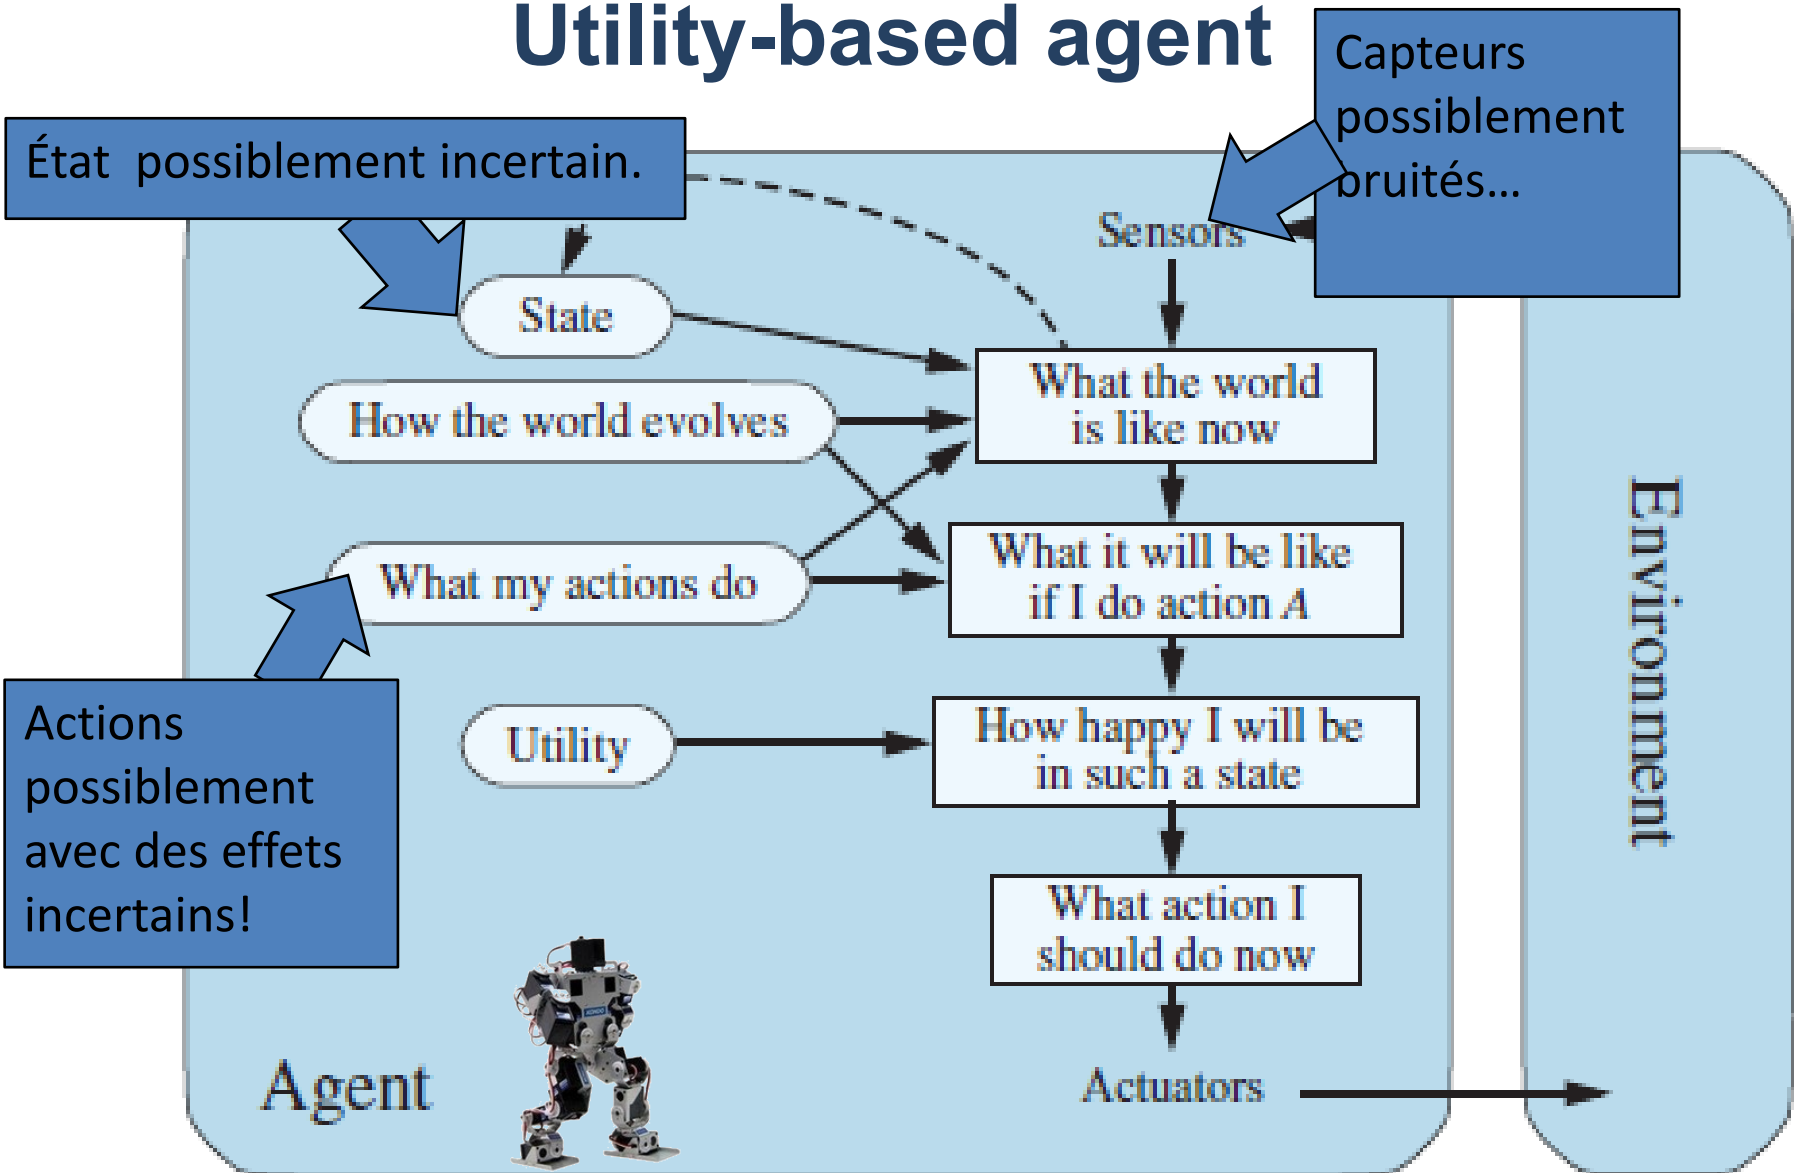 Utility-based agent
Capteurs
possiblement
bruités...
État possiblement incertain.
Sensors
State
What the world
is like now
How the world evolves
What it will be like
if I do action A
What my actions do
How happy I will be
in such a state
Utility
Actions
possiblement
avec des effets
incertains!
What action I
should do now
Agent
Actuators
Environment